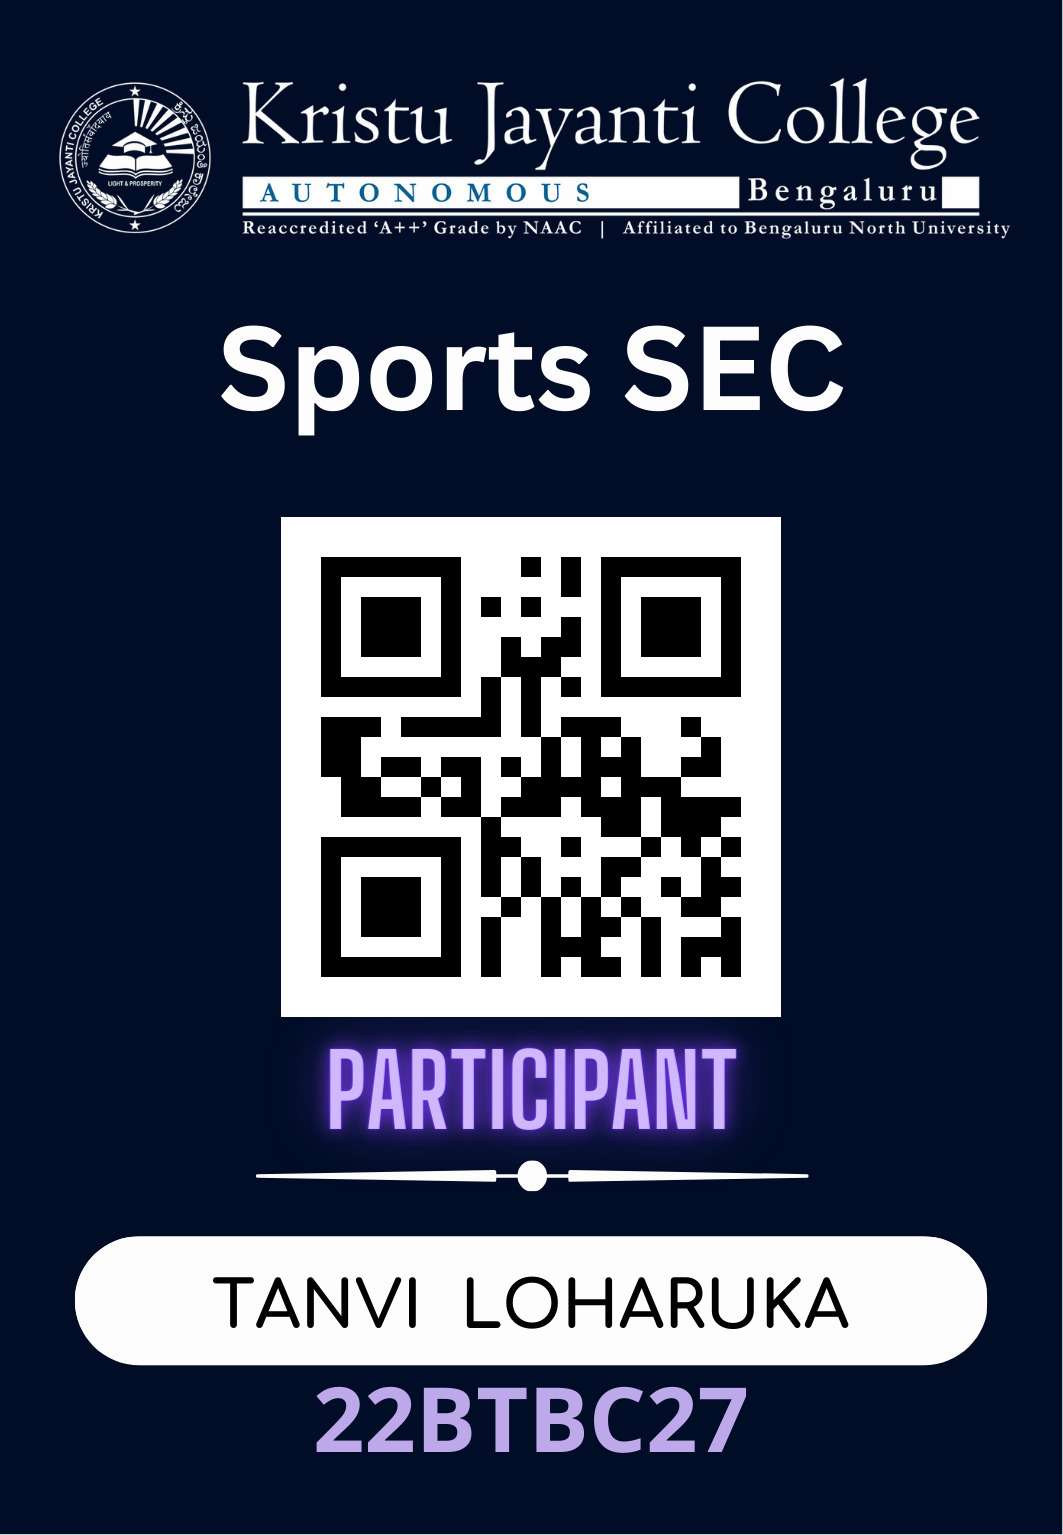 Kristu Jayanti College
AUTONOMOUS Bengaluru
Reaccredited ‘A++’ Grade by NAAC | Affiliated to Bengaluru North University
KRISTU JAYANTI COLLEGE
LIGHT & PROSPERITY
Sports SEC
PARTICIPANT
TANVI LOHARUKA
22BTBC27